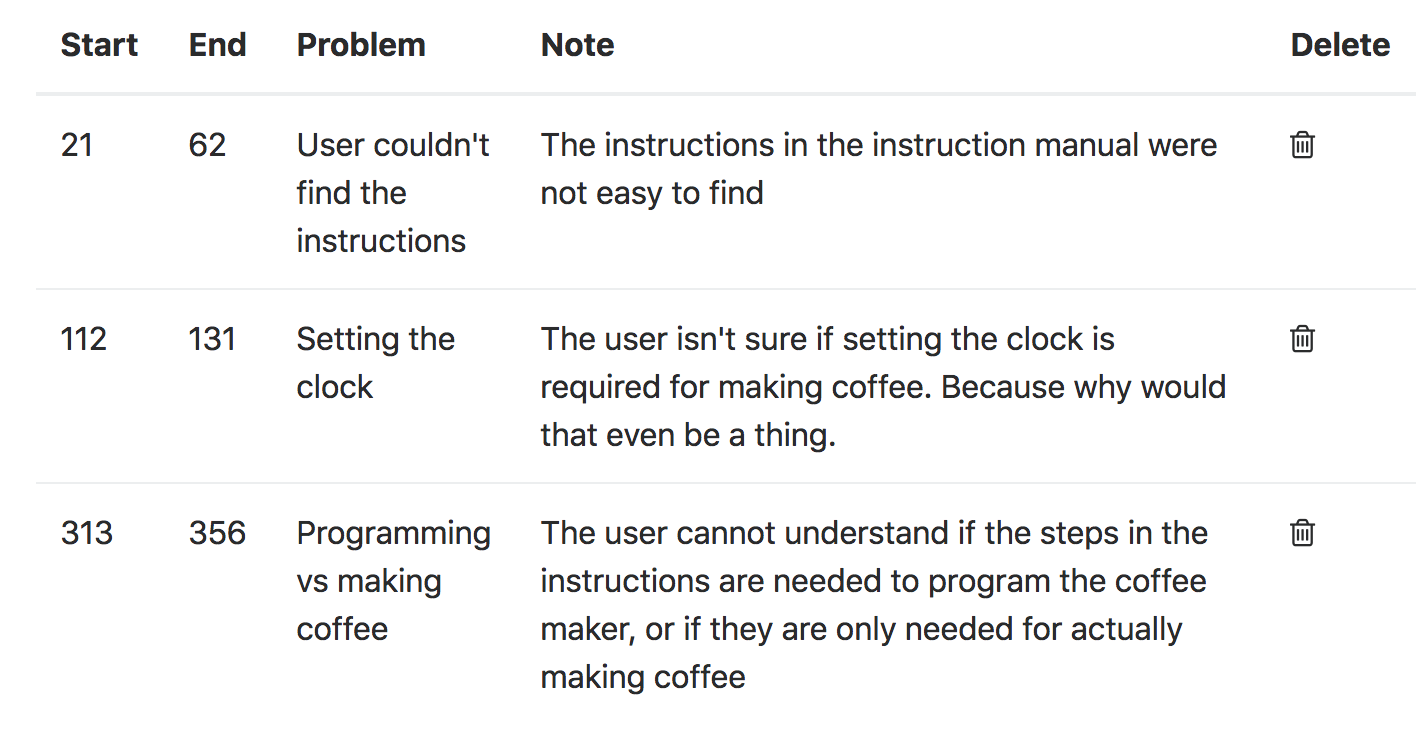 Start End Problem Note Delete
21 62 User couldn't The instructions in the instruction manual were
find the not easy to find
instructions
112 131 Setting the The user isn't sure if setting the clock is
clock required for making coffee. Because why would
that even be a thing.
313 356 Programming The user cannot understand if the steps in the
vs making instructions are needed to program the coffee
coffee maker, or if they are only needed for actually
making coffee